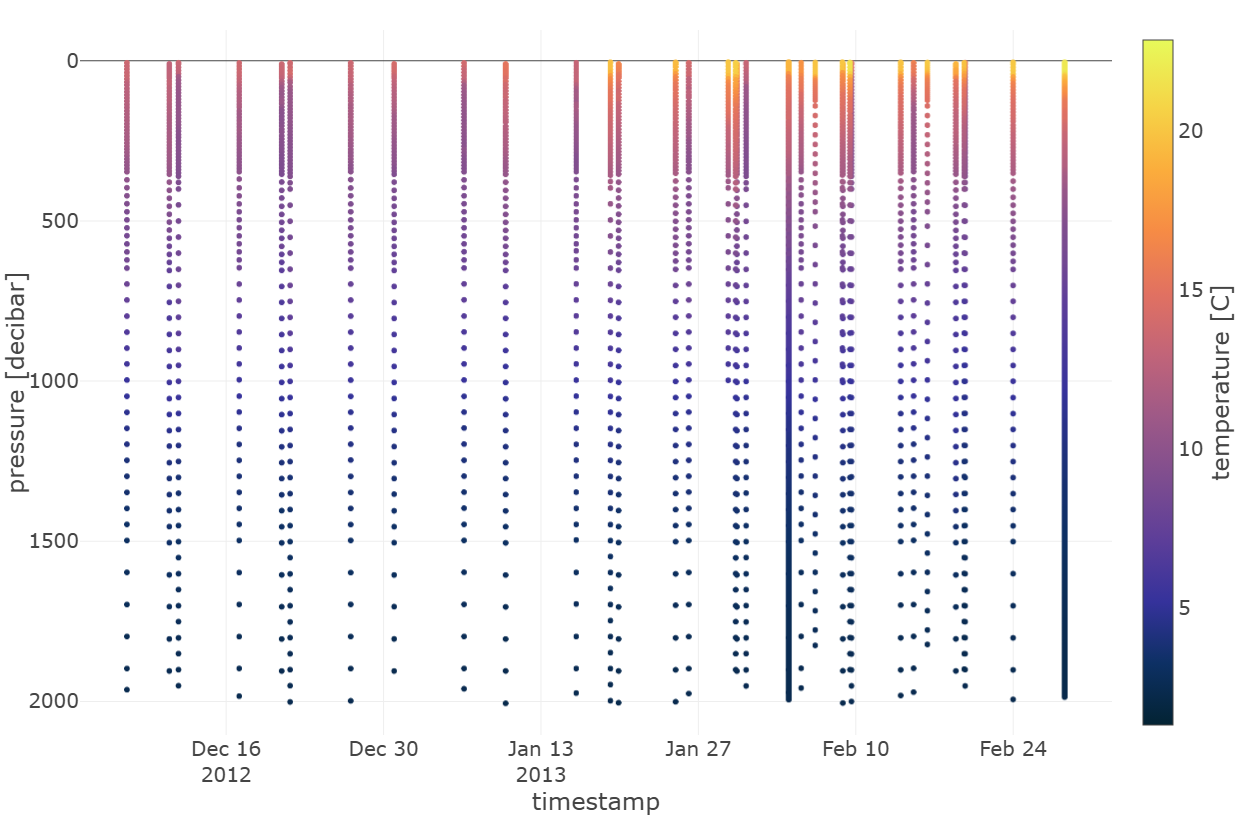 0
500
1000
1500
2000
pressure [decibar]
Dec 16
2012
Dec 30
Jan 13
2013
Jan 27
Feb 10
Feb 24
timestamp
20
15
10
5
temperature [C]